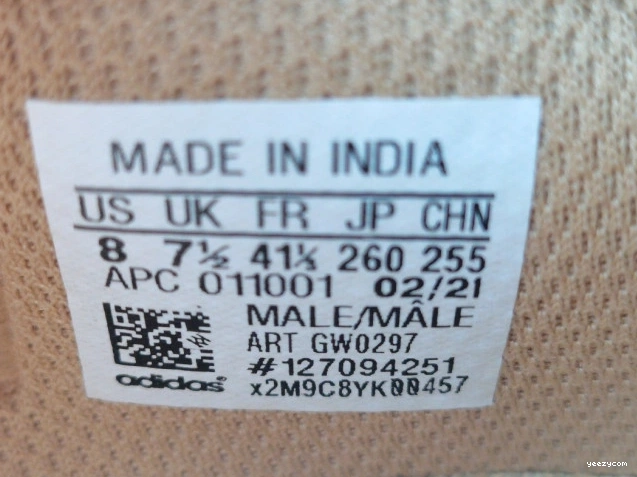 MADE IN INDIA
US UK FR JP CHN
8 7½ 41⅓ 260 255
APC 011001 02/21
MALE/MÂLE
ART GW0297
#127094251
adidas® x2M9C8YK00457
yeezycom